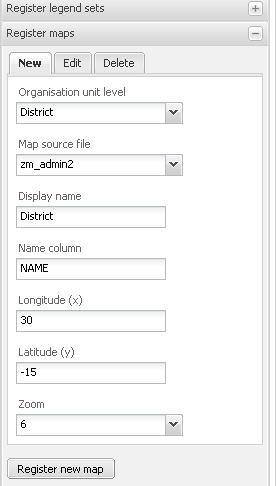 Register legend sets
Register maps
New Edit Delete
Organisation unit level
District
Map source file
zm_admin2
Display name
District
Name column
NAME
Longitude (x)
30
Latitude (y)
-15
Zoom
6
Register new map